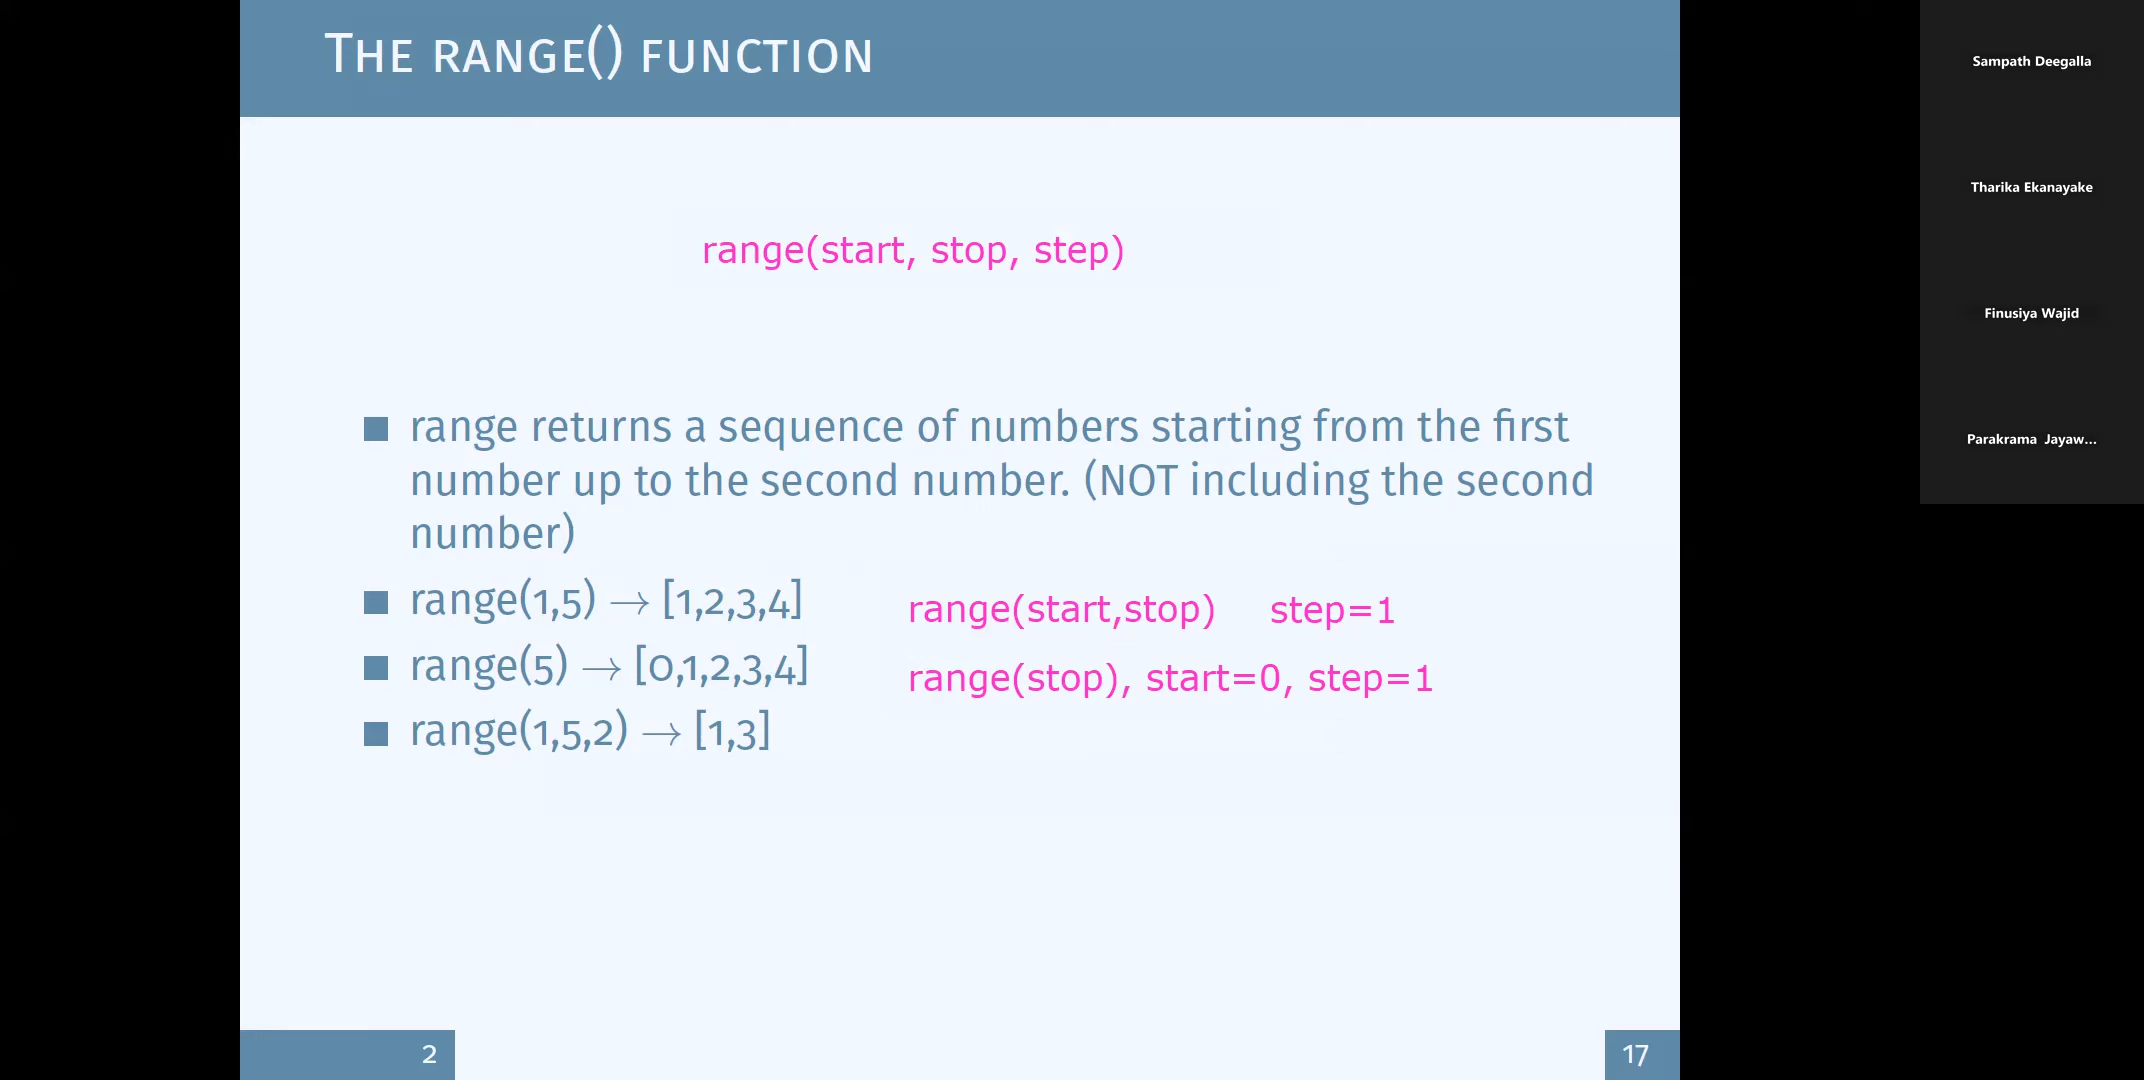 THE RANGE() FUNCTION
range(start, stop, step)
range returns a sequence of numbers starting from the first
number up to the second number. (NOT including the second
number)
range(1,5) → [1,2,3,4]
range(start,stop) step=1
range(5) → [0,1,2,3,4]
range(stop), start=0, step=1
range(1,5,2) → [1,3]
2
17
Sampath Deegalla
Tharika Ekanayake
Finusiya Wajid
Parakrama Jayaw...